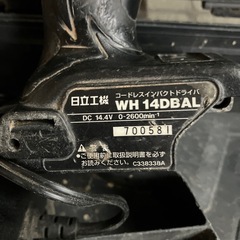 コードレスインパクトドライバ
日立工機 WH 14DBAL
DC 14.4V 0-2600min⁻¹
700581
警告
●ご使用前に取扱説明書を必ず
お読みください。 C338338A